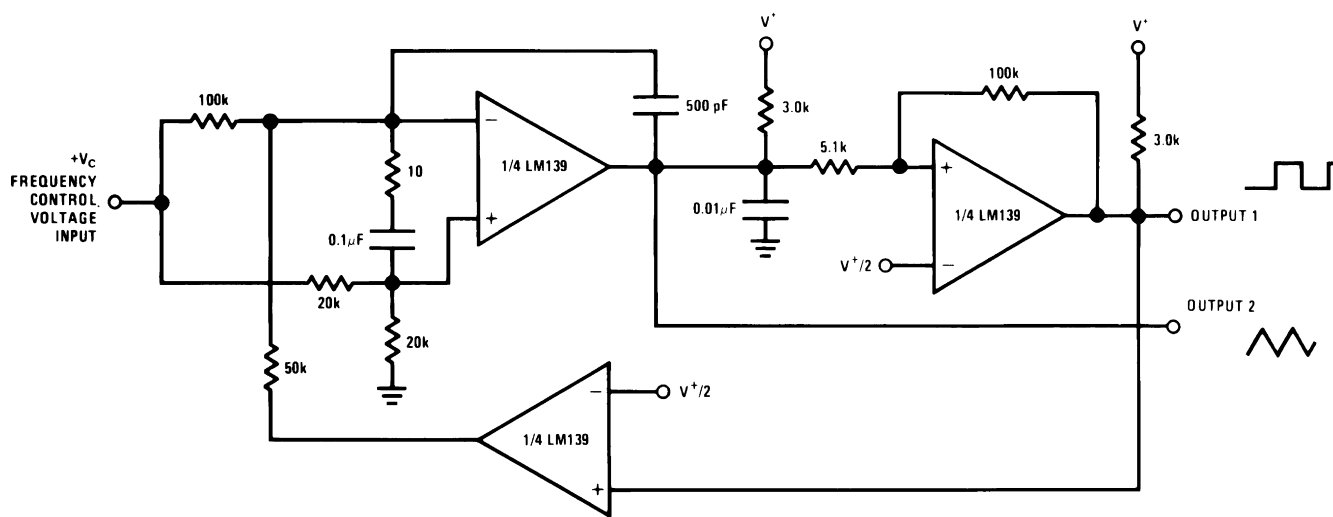 V+
V+
100k
100k
500 pF
3.0k
3.0k
5.1k
−
1/4 LM139
+
10
+VC
FREQUENCY
CONTROL.
VOLTAGE
INPUT
+
1/4 LM139
−
0.01µF
OUTPUT 1
0.1µF
V+/2
20k
OUTPUT 2
20k
50k
−
V+/2
1/4 LM139
+